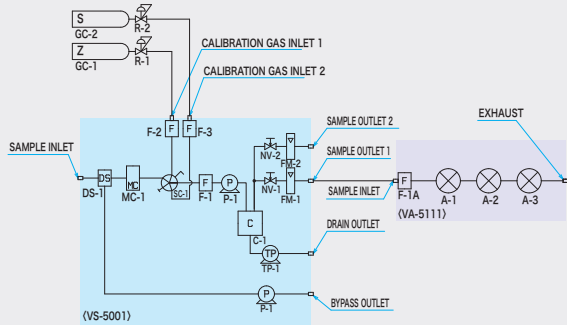 S
GC-2
R-2
Z
GC-1
R-1
CALIBRATION GAS INLET 1
CALIBRATION GAS INLET 2
F
F-2
F
F-3
SAMPLE INLET
DS
DS-1
MC
MC-1
SC-1
F
F-1
P
P-1
NV-2
FM-2
NV-1
FM-1
C
C-1
TP
TP-1
P
P-1
SAMPLE OUTLET 2
SAMPLE OUTLET 1
SAMPLE INLET
DRAIN OUTLET
BYPASS OUTLET
⟨VS-5001⟩
EXHAUST
F
F-1A
A-1
A-2
A-3
⟨VA-5111⟩